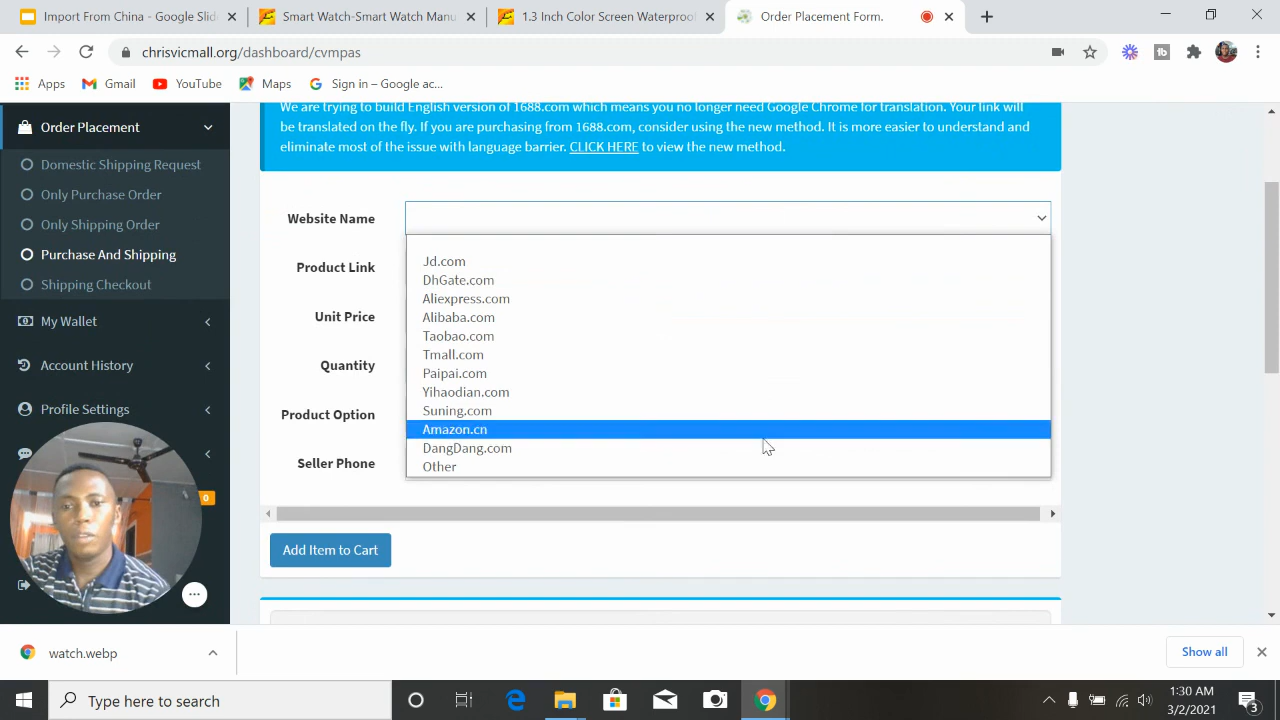 Import From China - Google Slid
Smart Watch-Smart Watch Manu
1.3 Inch Color Screen Waterproof
Order Placement Form.
chrisvicmall.org/dashboard/cvmpas
Apps
Gmail
YouTube
Maps
Sign in – Google ac...
We are trying to build English version of 1688.com which means you no longer need Google Chrome for translation. Your link will
be translated on the fly. If you are purchasing from 1688.com, consider using the new method. It is more easier to understand and
eliminate most of the issue with language barrier. CLICK HERE to view the new method.
Order Placement
Domestic Shipping Request
Only Purchase Order
Only Shipping Order
Purchase And Shipping
Shipping Checkout
My Wallet
Account History
Profile Settings
0
Website Name
Product Link
Unit Price
Quantity
Product Option
Seller Phone
Jd.com
DhGate.com
Aliexpress.com
Alibaba.com
Taobao.com
Tmall.com
Paipai.com
Yihaodian.com
Suning.com
Amazon.cn
DangDang.com
Other
Add Item to Cart
watch.webp
Show all
Type here to search
1:30 AM
3/2/2021
3